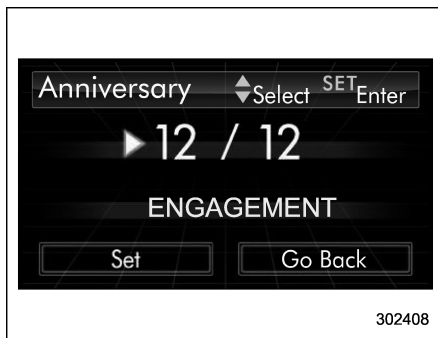 Anniversary Select SET Enter
12 / 12
ENGAGEMENT
Set Go Back
302408